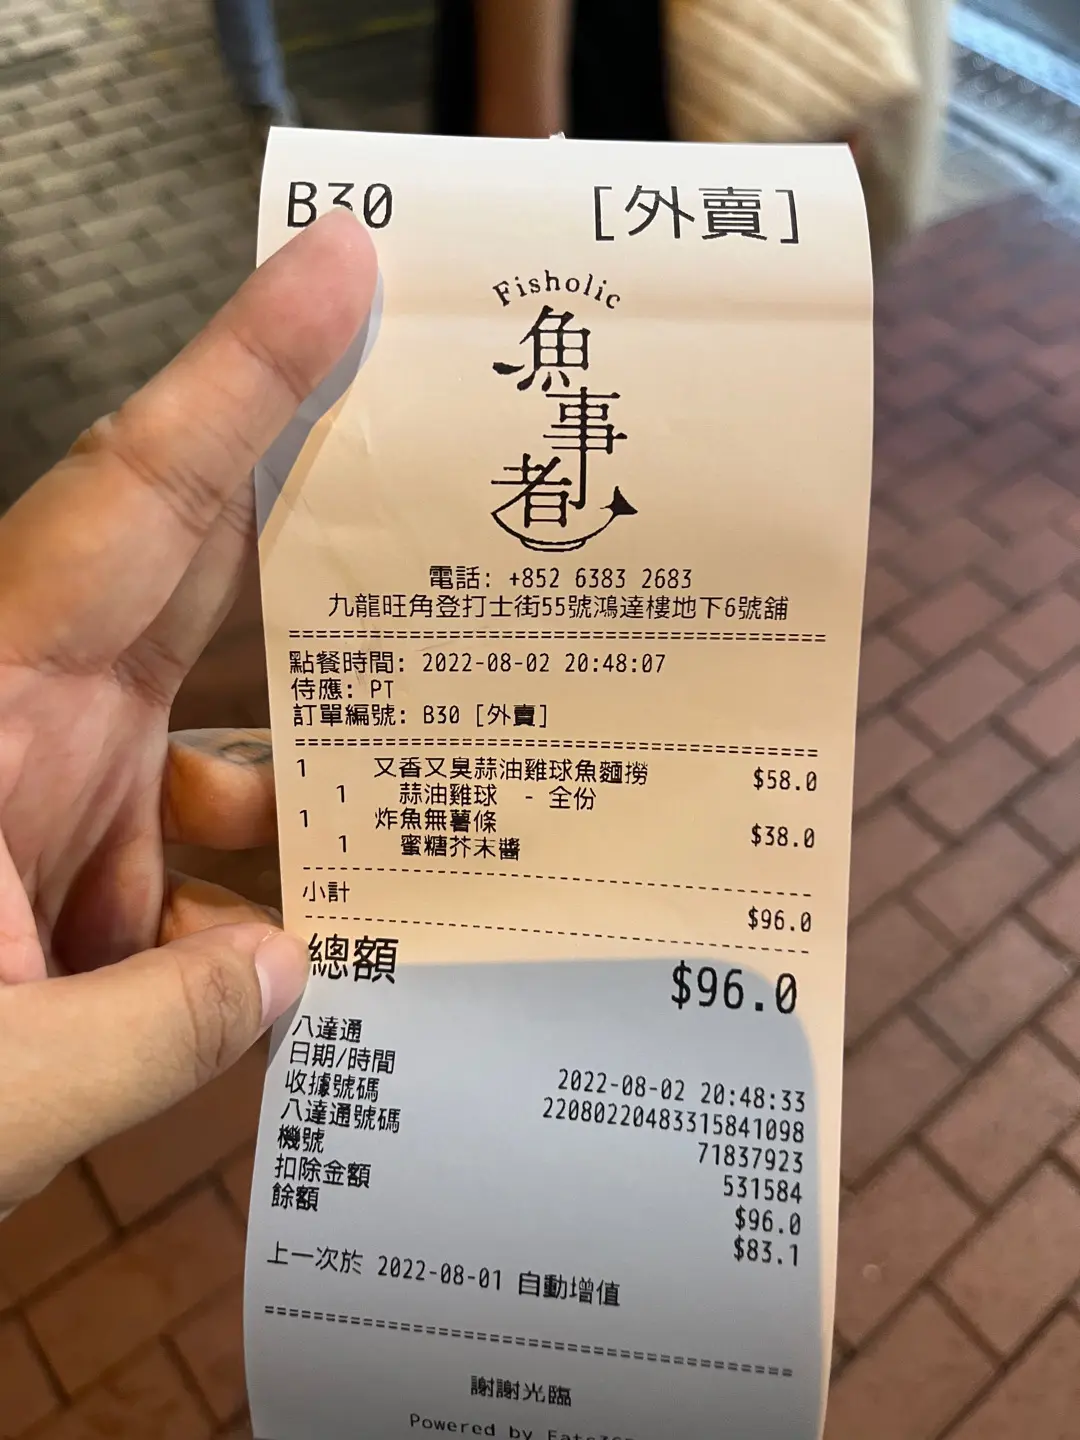 B30 [外賣]
Fisholic
魚事者
電話: +852 6383 2683
九龍旺角登打士街55號鴻達樓地下6號舖
點餐時間: 2022-08-02 20:48:07
侍應: PT
訂單編號: B30 [外賣]
1 又香又臭蒜油雞球魚麵撈 $58.0
1 蒜油雞球 - 全份
1 炸魚無薯條 $38.0
1 蜜糖芥末醬
小計 $96.0
總額 $96.0
八達通
日期/時間 2022-08-02 20:48:33
收據號碼 22080220483315841098
八達通號碼 71837923
機號 531584
扣除金額 $96.0
餘額 $83.1
上一次於 2022-08-01 自動增值
謝謝光臨
Powered by